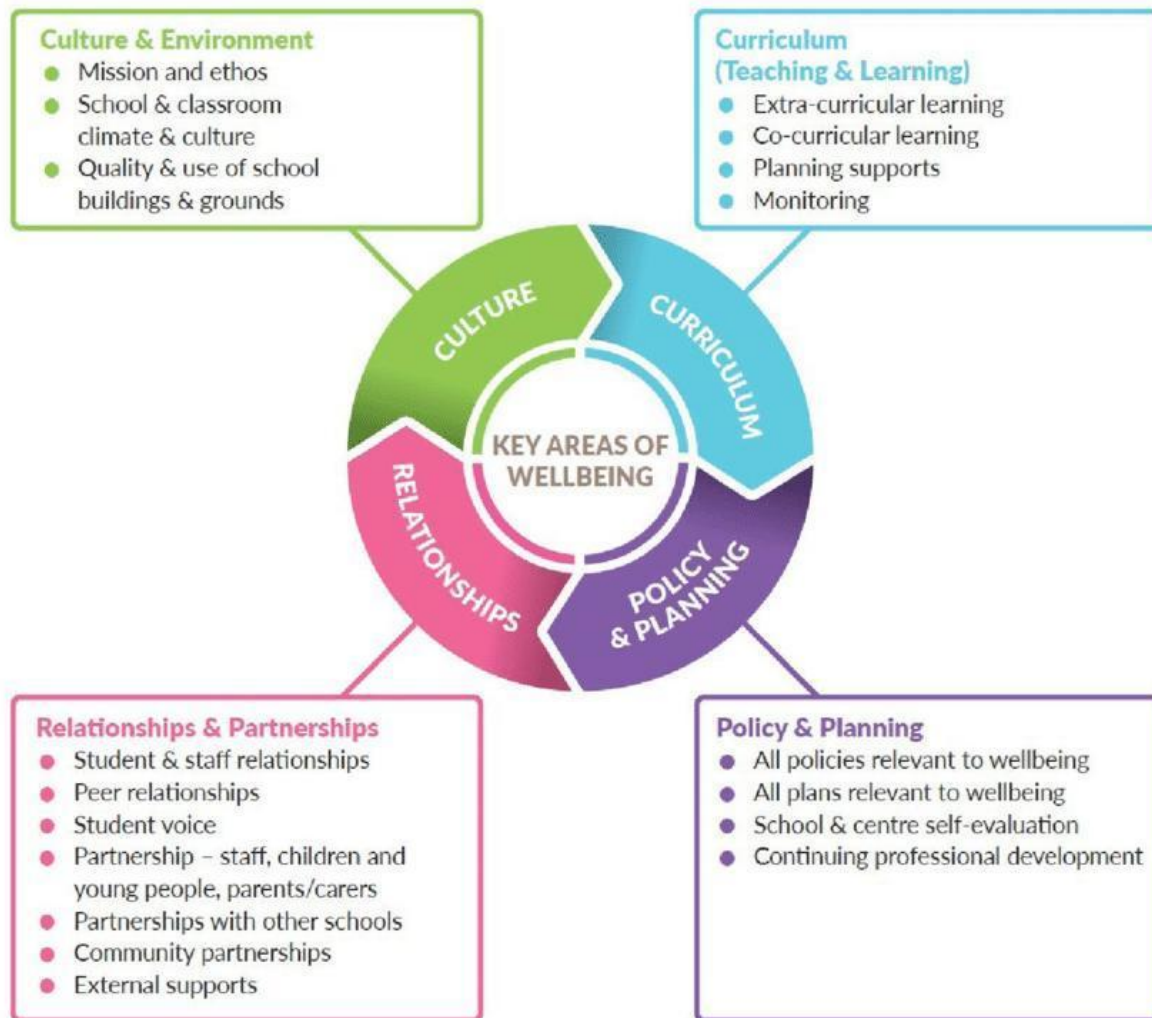 Culture & Environment
Mission and ethos
School & classroom
climate & culture
Quality & use of school
buildings & grounds
Curriculum
(Teaching & Learning)
Extra-curricular learning
Co-curricular learning
Planning supports
Monitoring
CULTURE
CURRICULUM
KEY AREAS OF
WELLBEING
RELATIONSHIPS
POLICY
& PLANNING
Relationships & Partnerships
Student & staff relationships
Peer relationships
Student voice
Partnership – staff, children and
young people, parents/carers
Partnerships with other schools
Community partnerships
External supports
Policy & Planning
All policies relevant to wellbeing
All plans relevant to wellbeing
School & centre self-evaluation
Continuing professional development